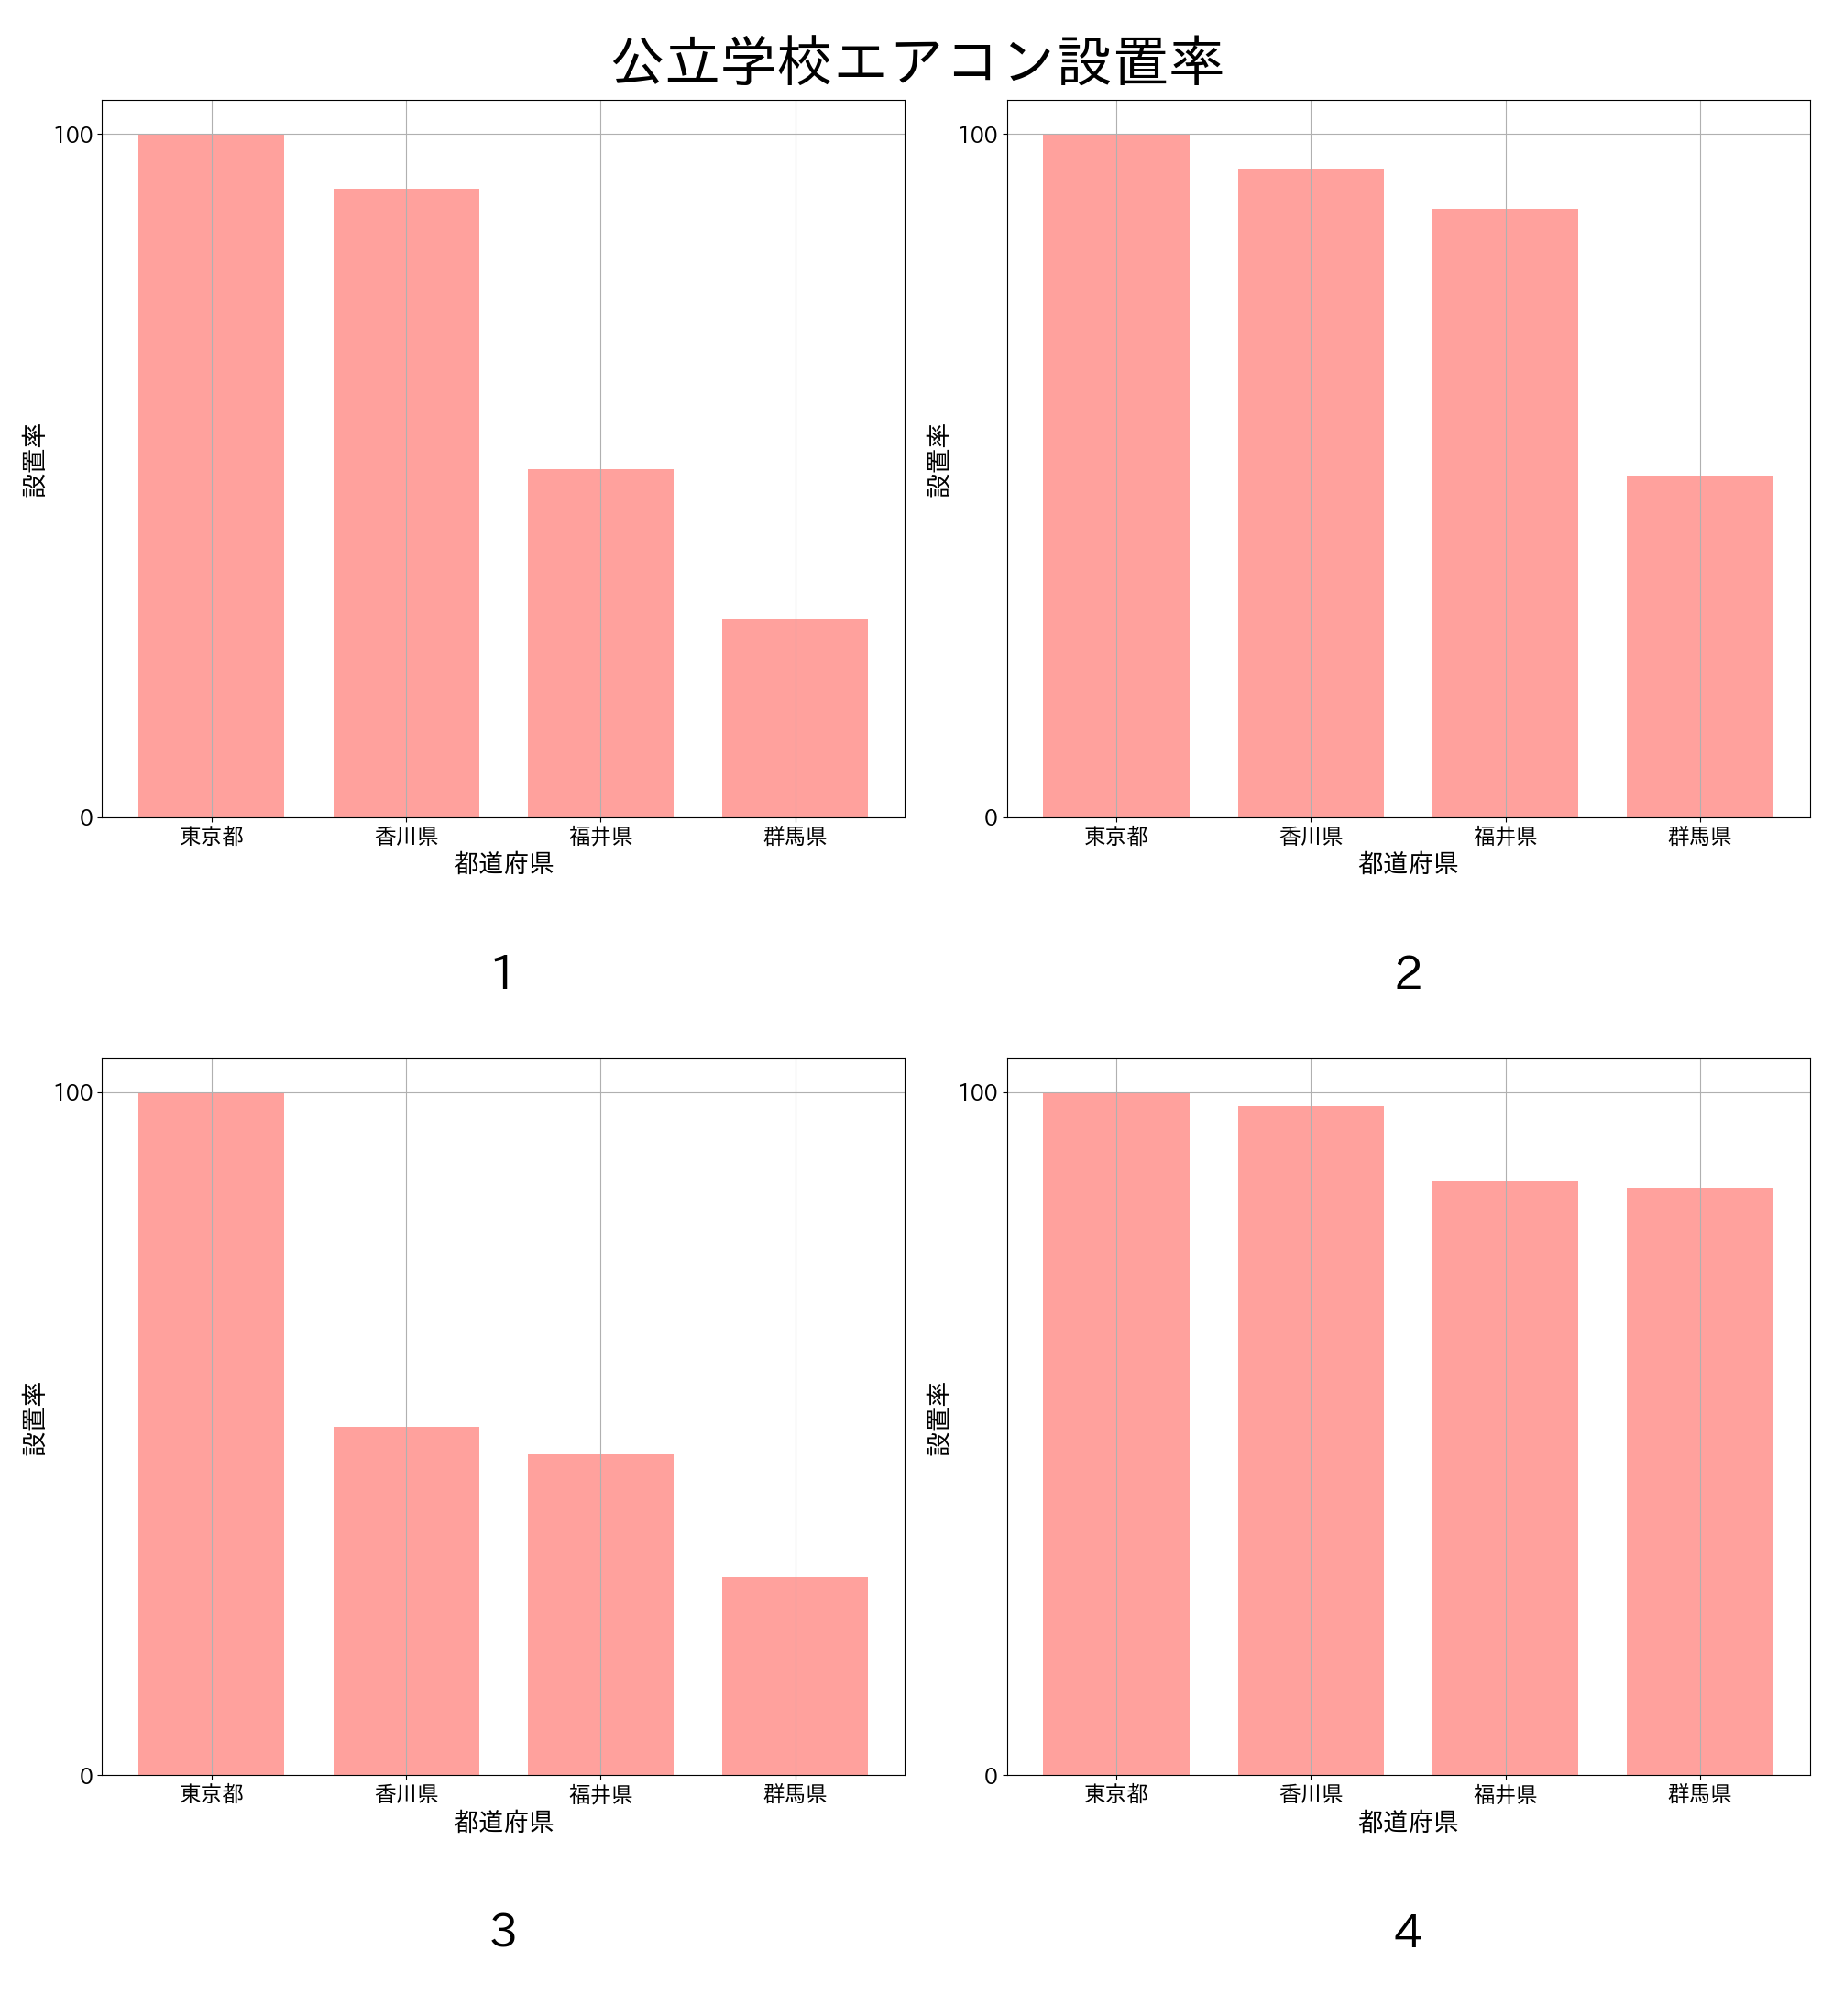 公立学校エアコン設置率
100
0
設置率
東京都 香川県 福井県 群馬県
都道府県
1
100
0
設置率
東京都 香川県 福井県 群馬県
都道府県
2
100
0
設置率
東京都 香川県 福井県 群馬県
都道府県
3
100
0
設置率
東京都 香川県 福井県 群馬県
都道府県
4